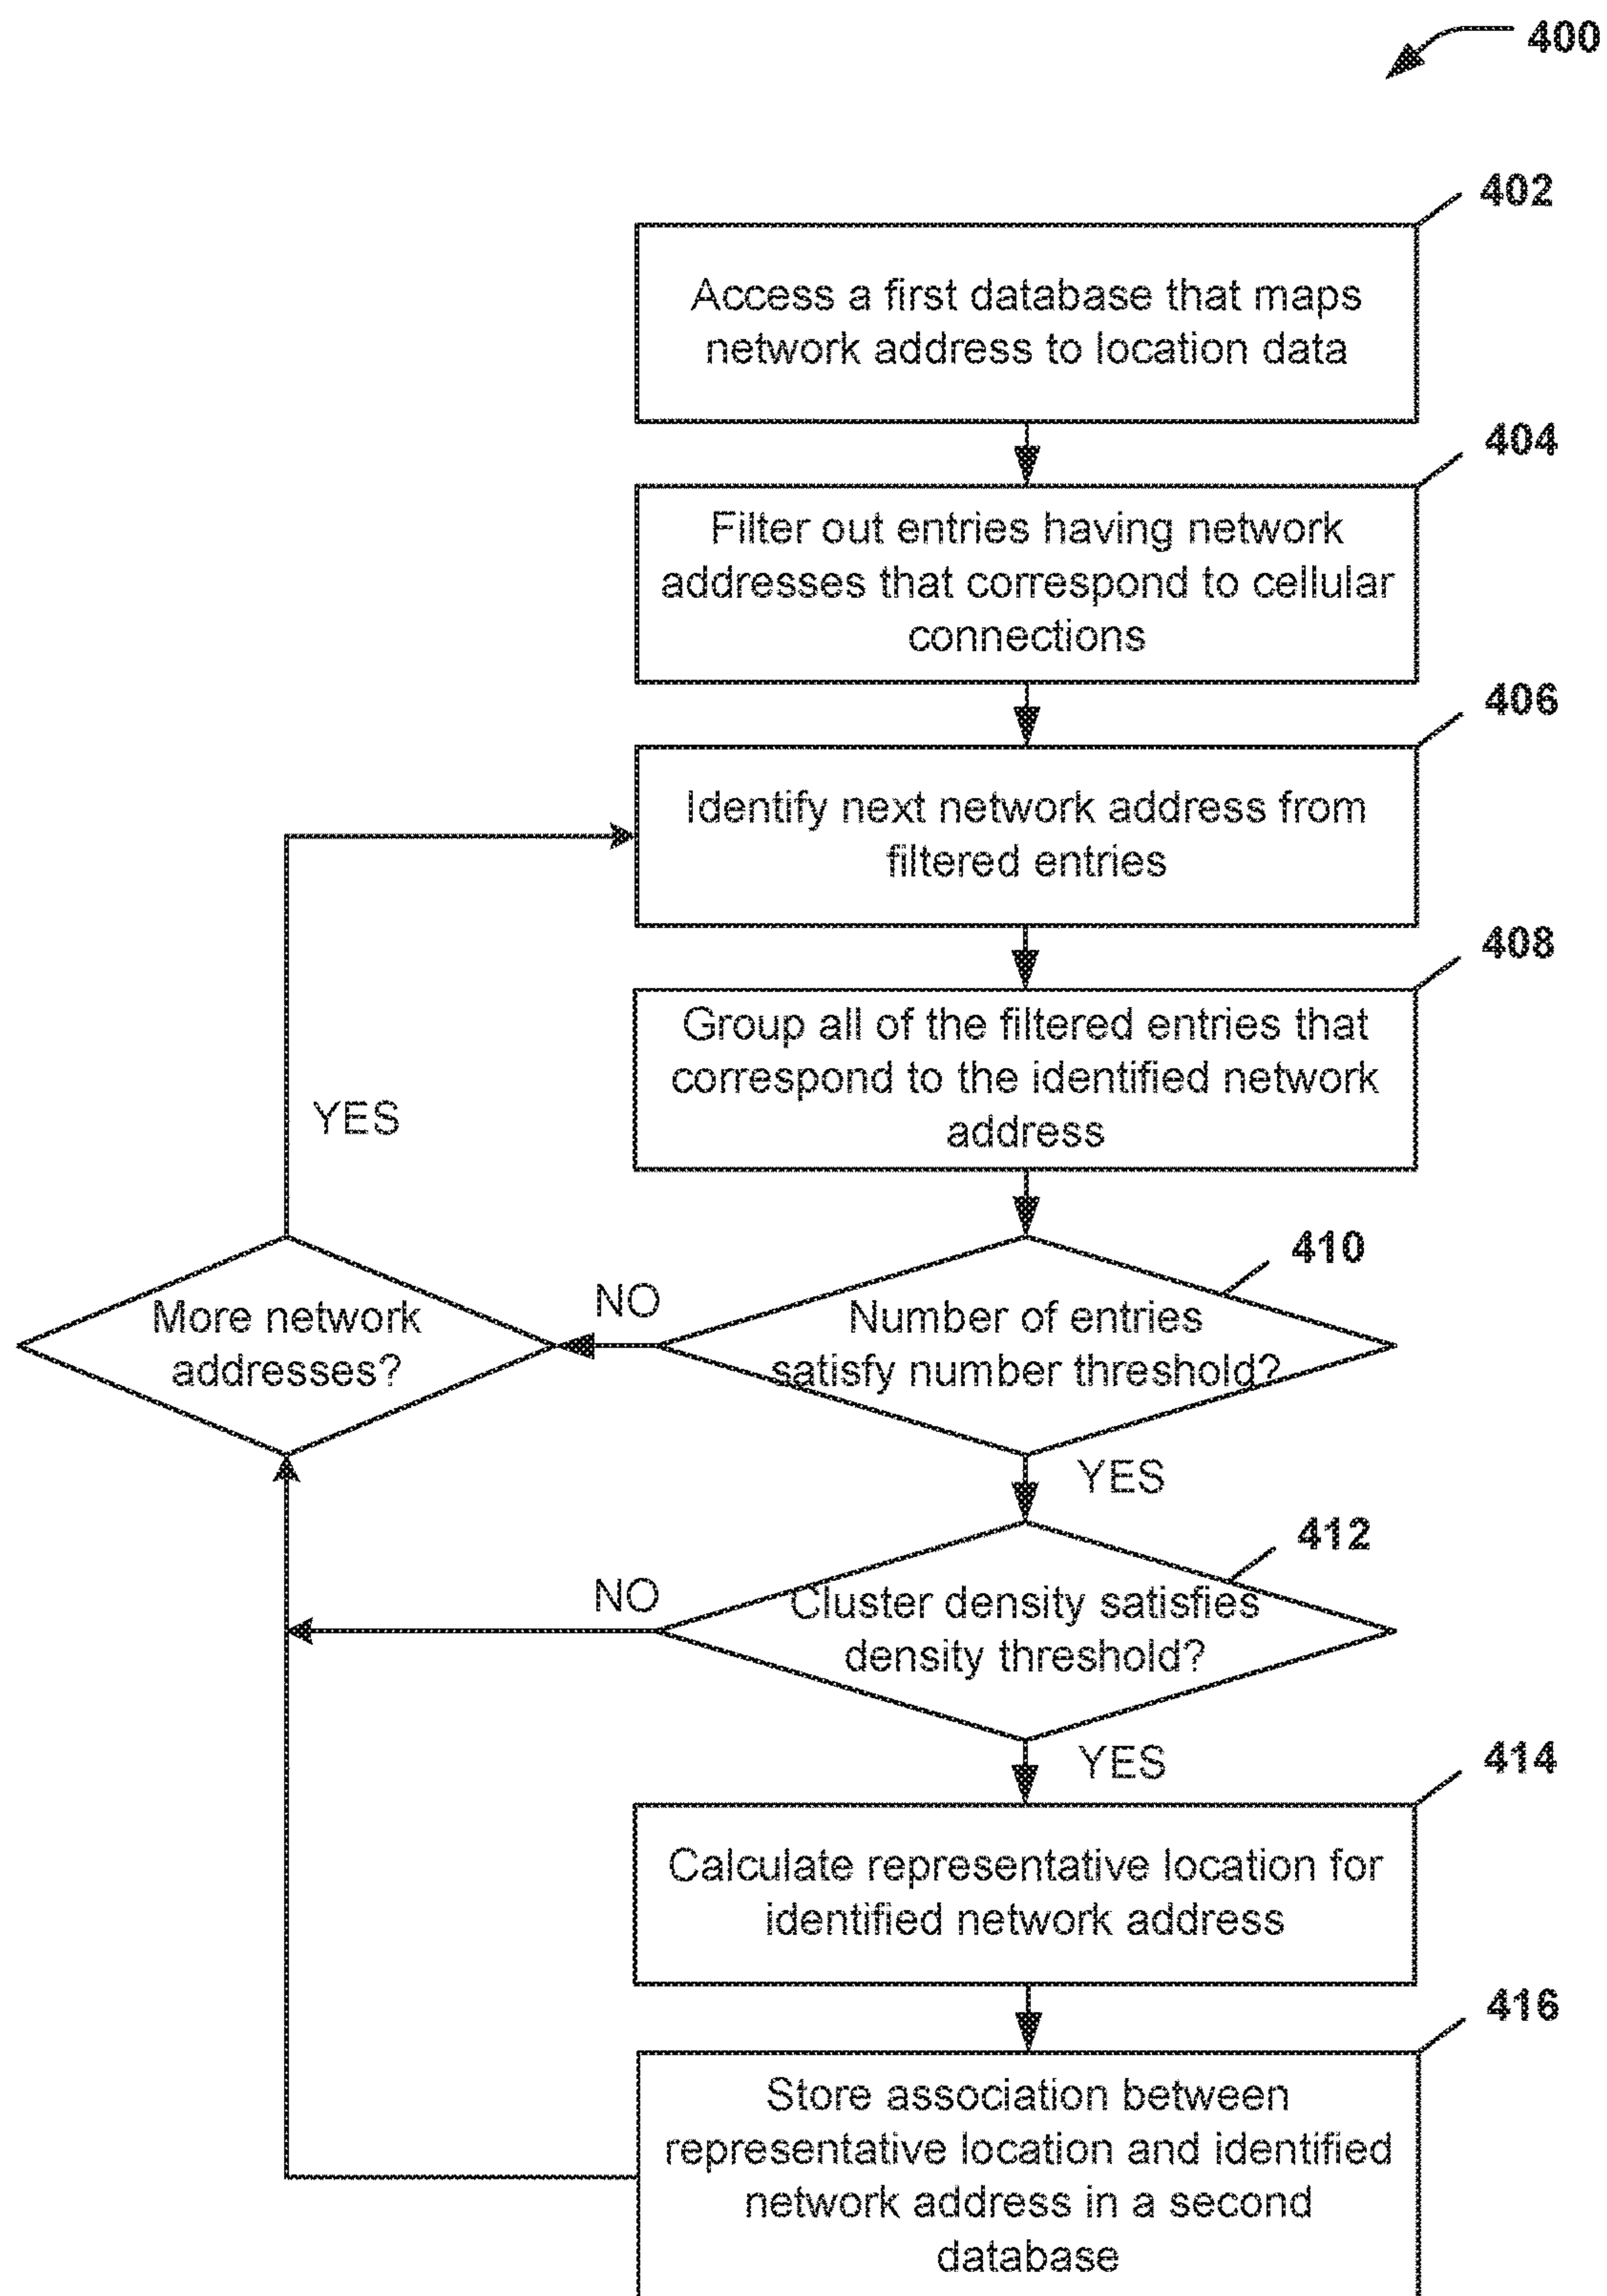 400
402
Access a first database that maps
network address to location data
404
Filter out entries having network
addresses that correspond to cellular
connections
406
Identify next network address from
filtered entries
408
Group all of the filtered entries that
correspond to the identified network
address
YES
410
NO
More network
addresses?
Number of entries
satisfy number threshold?
YES
412
NO
Cluster density satisfies
density threshold?
YES
414
Calculate representative location for
identified network address
416
Store association between
representative location and identified
network address in a second
database